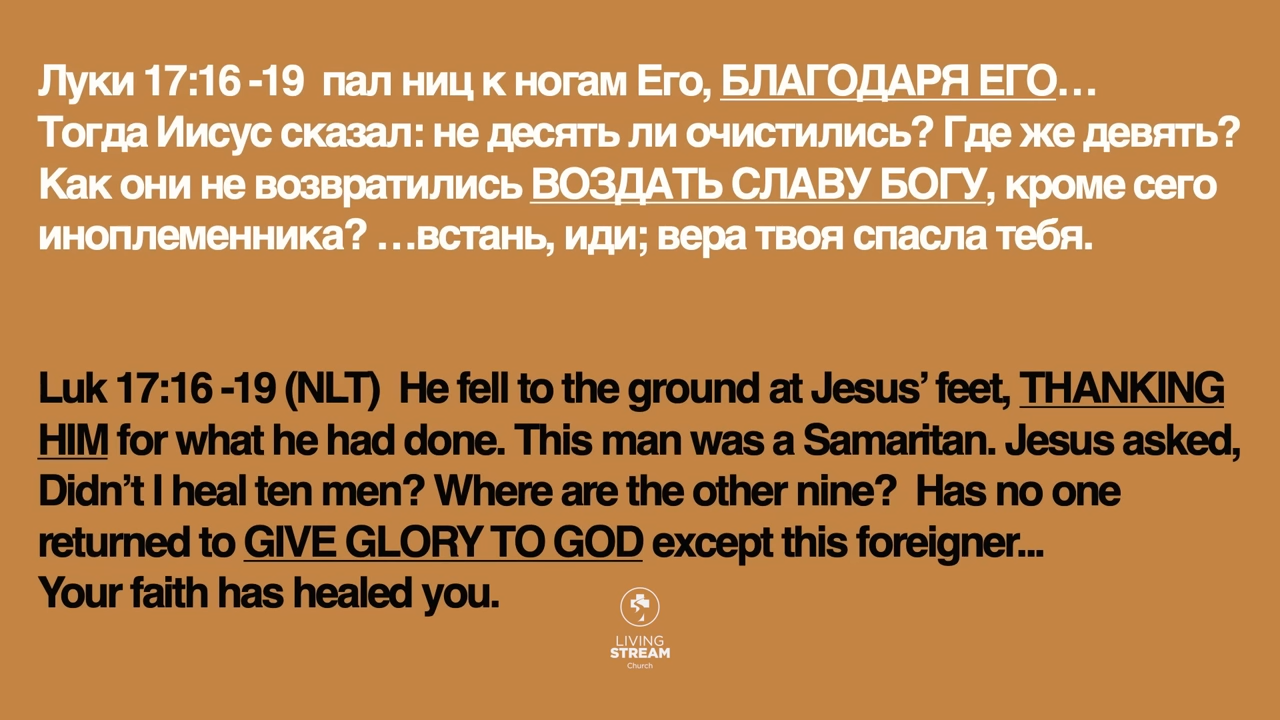 Луки 17:16 -19  пал ниц к ногам Его, БЛАГОДАРЯ ЕГО…
Тогда Иисус сказал: не десять ли очистились? Где же девять?
Как они не возвратились ВОЗДАТЬ СЛАВУ БОГУ, кроме сего
иноплеменника? …встань, иди; вера твоя спасла тебя.
Luk 17:16 -19 (NLT)  He fell to the ground at Jesus’ feet, THANKING
HIM for what he had done. This man was a Samaritan. Jesus asked,
Didn’t I heal ten men? Where are the other nine?  Has no one
returned to GIVE GLORY TO GOD except this foreigner...
Your faith has healed you.
LIVING
STREAM
Church